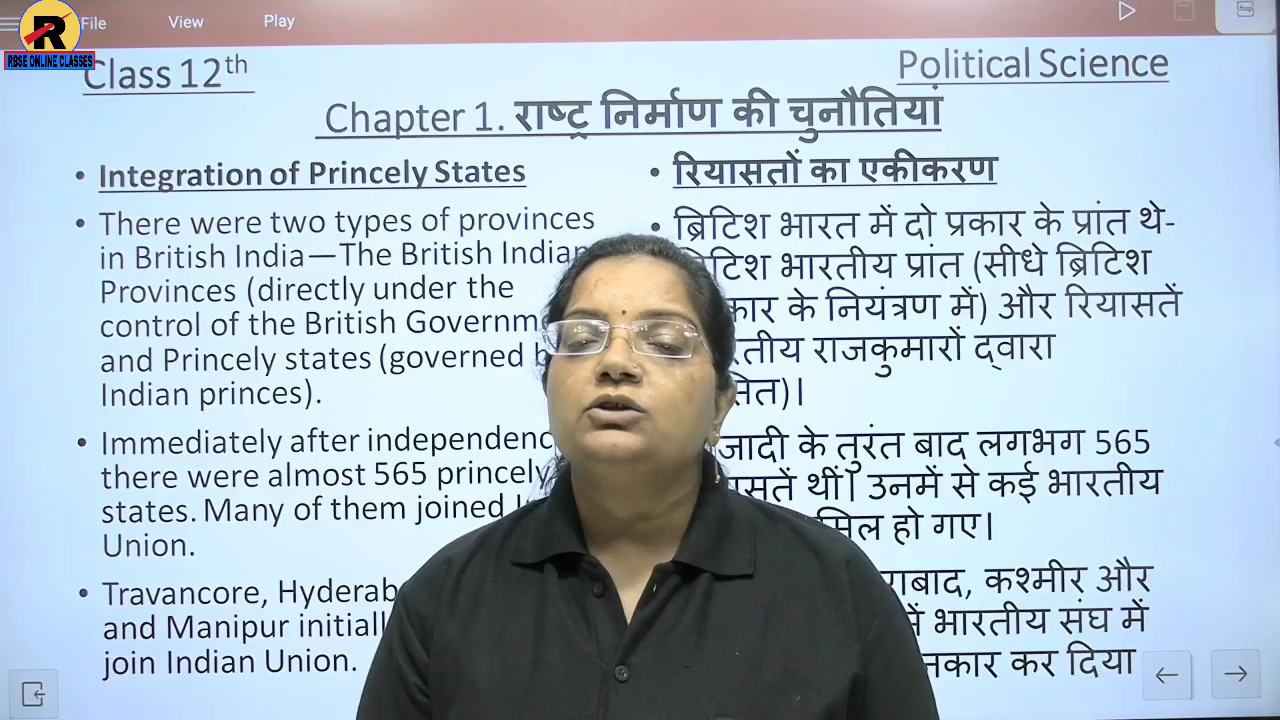 File View Play
R
RBSE ONLINE CLASSES
Class 12th
Political Science
Chapter 1. राष्ट्र निर्माण की चुनौतियां
• Integration of Princely States
• There were two types of provinces
in British India—The British Indian
Provinces (directly under the
control of the British
and Princely states (governed
Indian princes).
• Immediately after
there were almost 565 princely
states. Many of them joined
Union.
• Travancore,
and Manipur
join Indian Union.
• रियासतों का एकीकरण
• ब्रिटिश भारत में दो प्रकार के प्रांत थे-
भारतीय प्रांत (सीधे ब्रिटिश
के नियंत्रण में) और रियासतें
राजकुमारों द्वारा
के तुरंत बाद लगभग 565
थीं। उनमें से कई भारतीय
हो गए।
कश्मीर और
में भारतीय संघ में
कर दिया